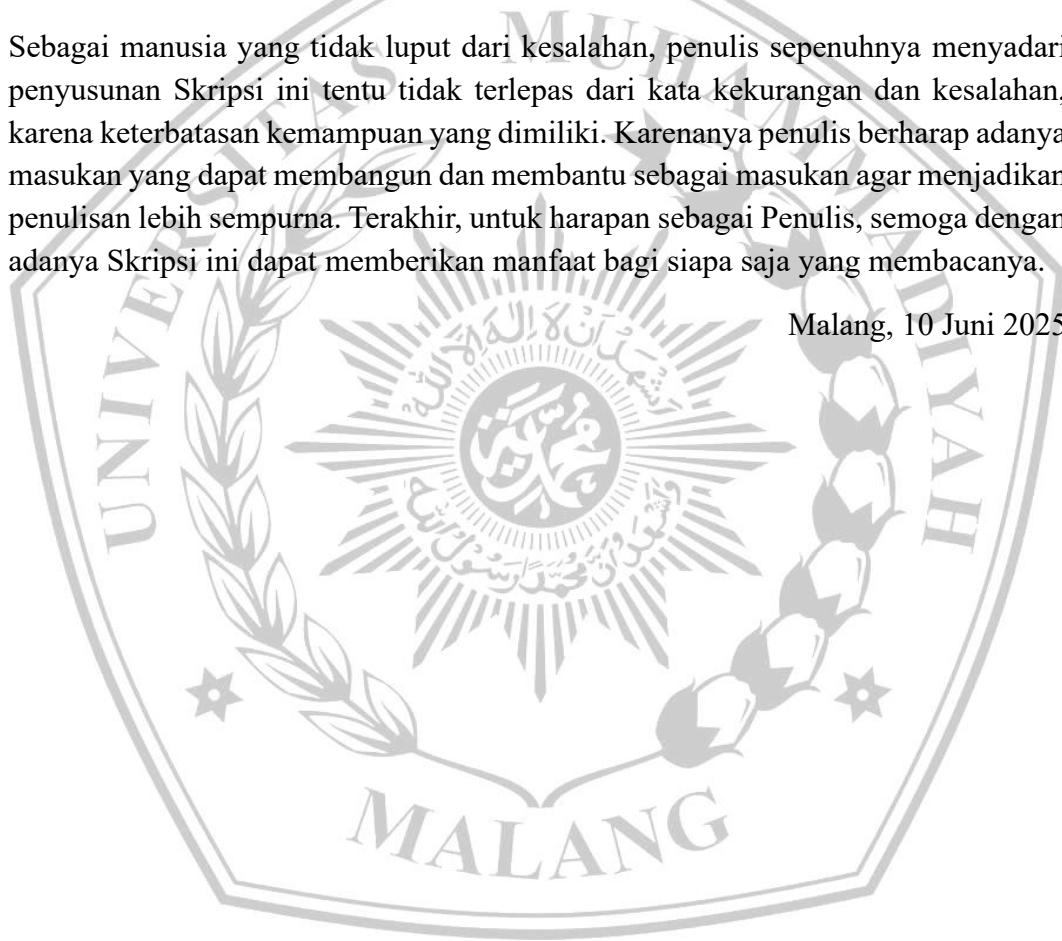 Sebagai manusia yang tidak luput dari kesalahan, penulis sepenuhnya menyadari
penyusunan Skripsi ini tentu tidak terlepas dari kata kekurangan dan kesalahan,
karena keterbatasan kemampuan yang dimiliki. Karenanya penulis berharap adanya
masukan yang dapat membangun dan membantu sebagai masukan agar menjadikan
penulisan lebih sempurna. Terakhir, untuk harapan sebagai Penulis, semoga dengan
adanya Skripsi ini dapat memberikan manfaat bagi siapa saja yang membacanya.
Malang, 10 Juni 2025
UNIVERSITAS MUHAMMADIYAH
MALANG